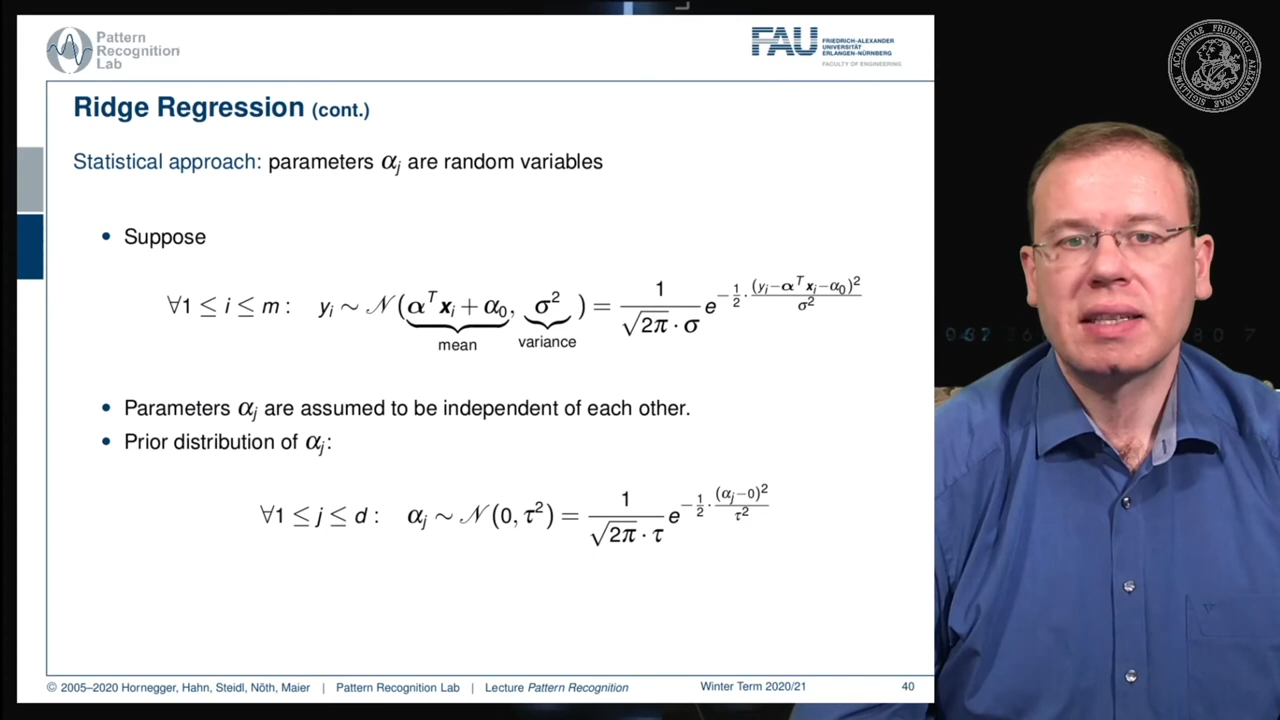 Pattern
Recognition
Lab
FAU FRIEDRICH-ALEXANDER
UNIVERSITÄT
ERLANGEN-NÜRNBERG
FACULTY OF ENGINEERING
Ridge Regression (cont.)
Statistical approach: parameters αⱼ are random variables
• Suppose
∀1 ≤ i ≤ m: yᵢ ∼ 𝒩(αᵀxᵢ + α₀, σ²) = 1/(√2π · σ) e^(−1/2 · (yᵢ−αᵀxᵢ−α₀)²/σ²)
mean variance
• Parameters αⱼ are assumed to be independent of each other.
• Prior distribution of αⱼ:
∀1 ≤ j ≤ d: αⱼ ∼ 𝒩(0, τ²) = 1/(√2π · τ) e^(−1/2 · (αⱼ−0)²/τ²)
© 2005–2020 Hornegger, Hahn, Steidl, Nöth, Maier | Pattern Recognition Lab | Lecture Pattern Recognition Winter Term 2020/21 40